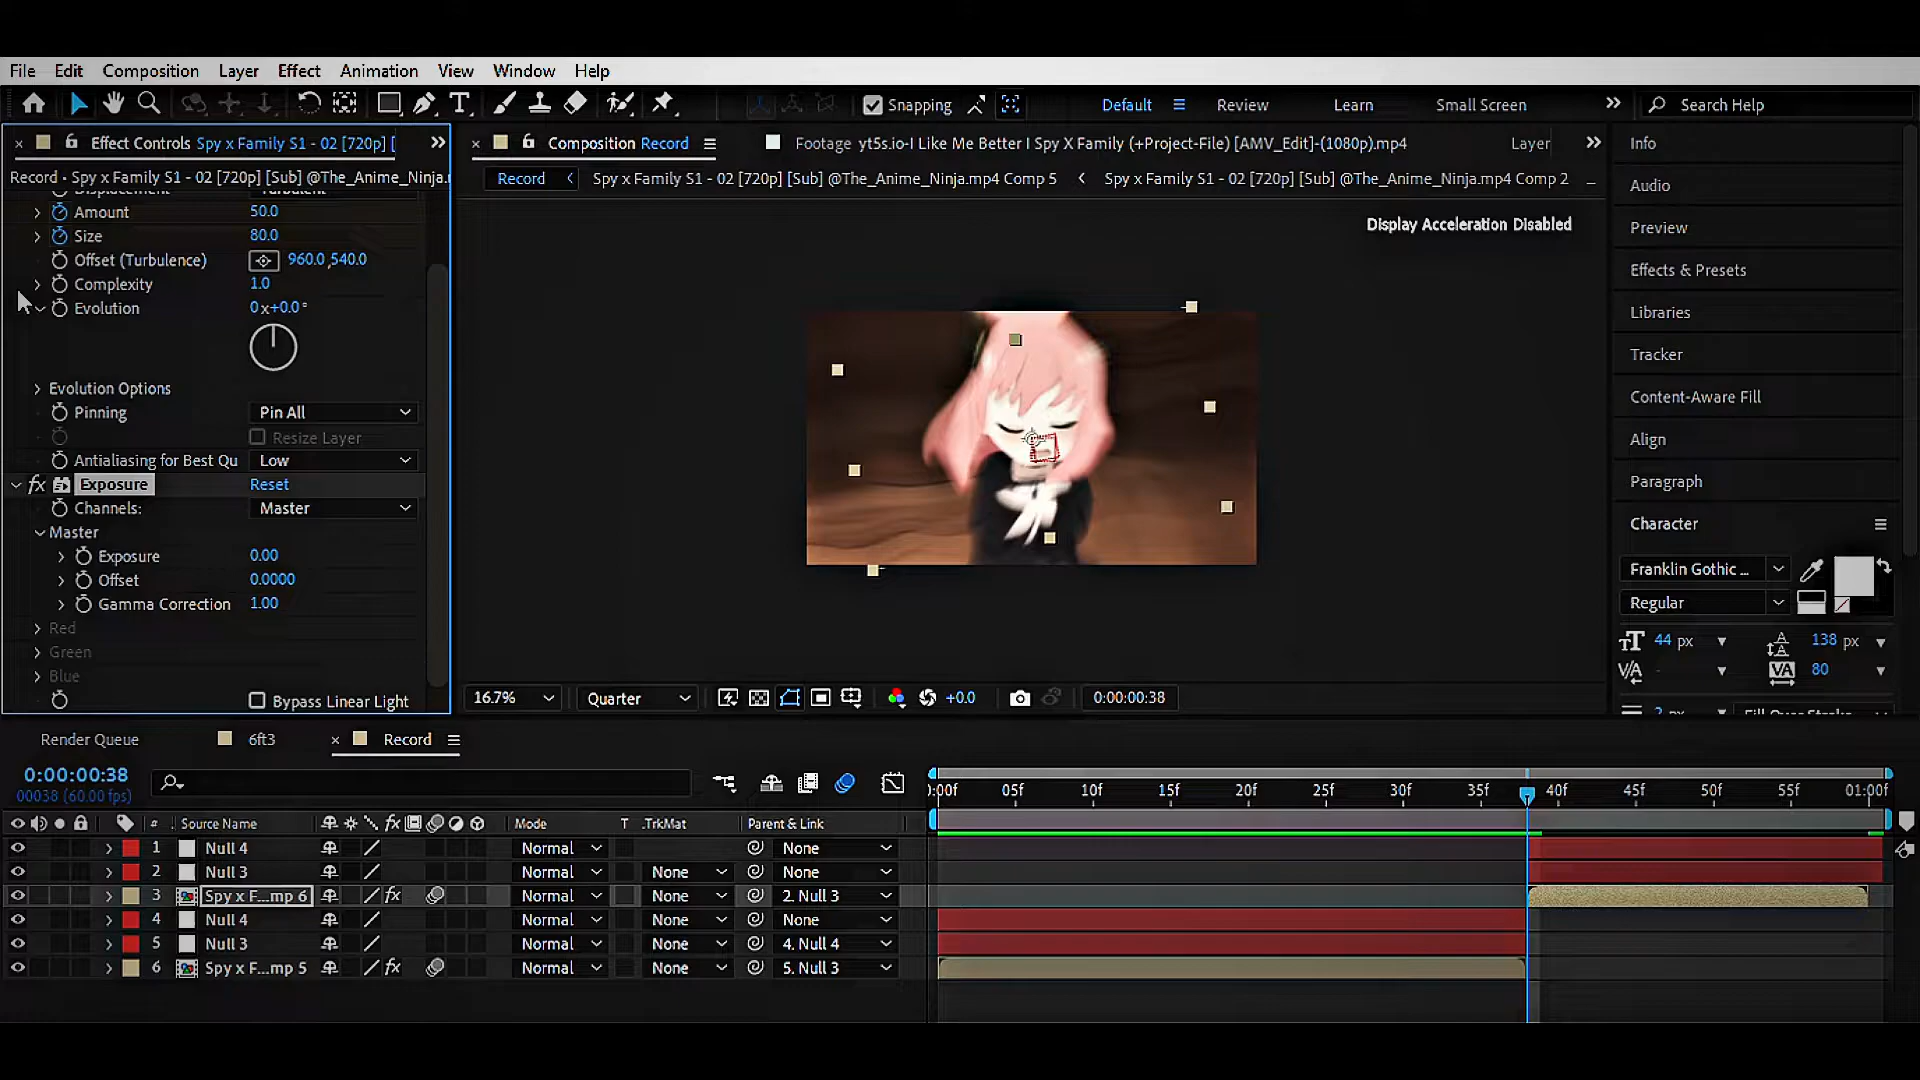 File Edit Composition Layer Effect Animation View Window Help
Snapping Default Review Learn Small Screen Search Help
Effect Controls Spy x Family S1 - 02 [720p] [
Composition Record
Footage yt5s.io-I Like Me Better I Spy X Family (+Project-File) [AMV_Edit]-(1080p).mp4
Layer
Record · Spy x Family S1 - 02 [720p] [Sub] @The_Anime_Ninja.
Record Spy x Family S1 - 02 [720p] [Sub] @The_Anime_Ninja.mp4 Comp 5 Spy x Family S1 - 02 [720p] [Sub] @The_Anime_Ninja.mp4 Comp 2
Display Acceleration Disabled
Displacement Turbulent
Amount 50.0
Size 80.0
Offset (Turbulence) 960.0,540.0
Complexity 1.0
Evolution 0x+0.0°
Evolution Options
Pinning Pin All
Resize Layer
Antialiasing for Best Qu Low
fx Exposure Reset
Channels: Master
Master
Exposure 0.00
Offset 0.0000
Gamma Correction 1.00
Red
Green
Blue
Bypass Linear Light
16.7% Quarter +0.0 0:00:00:38
Info
Audio
Preview
Effects & Presets
Libraries
Tracker
Content-Aware Fill
Align
Paragraph
Character
Franklin Gothic ...
Regular
44 px 138 px
80
Render Queue 6ft3 Record
0:00:00:38
00038 (60.00 fps)
:00f 05f 10f 15f 20f 25f 30f 35f 40f 45f 50f 55f 01:00f
# Source Name fx Mode T .TrkMat Parent & Link
1 Null 4 Normal None
2 Null 3 Normal None None
3 Spy x F...mp 6 fx Normal None 2. Null 3
4 Null 4 Normal None None
5 Null 3 Normal None 4. Null 4
6 Spy x F...mp 5 fx Normal None 5. Null 3